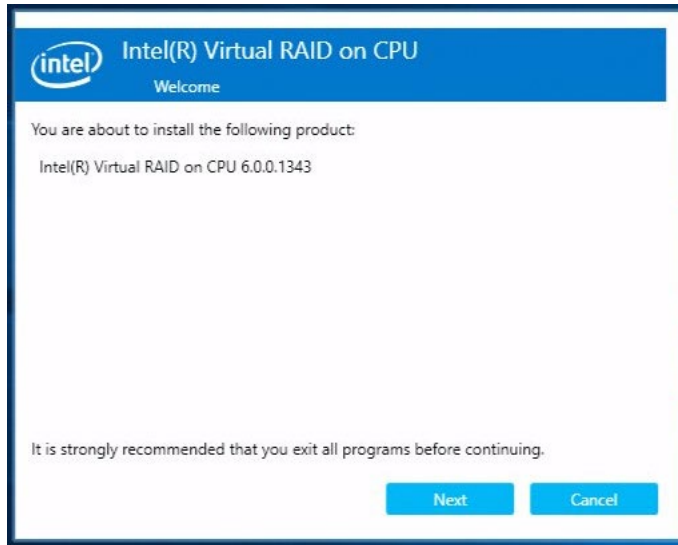 intel
Intel(R) Virtual RAID on CPU
Welcome
You are about to install the following product:
Intel(R) Virtual RAID on CPU 6.0.0.1343
It is strongly recommended that you exit all programs before continuing.
Next
Cancel